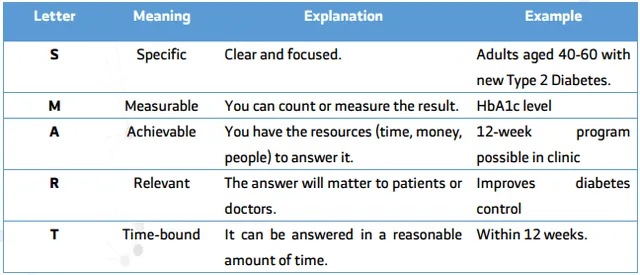 Letter Meaning Explanation Example
S Specific Clear and focused. Adults aged 40-60 with
new Type 2 Diabetes.
M Measurable You can count or measure the result. HbA1c level
A Achievable You have the resources (time, money, 12-week program
people) to answer it. possible in clinic
R Relevant The answer will matter to patients or Improves diabetes
doctors. control
T Time-bound It can be answered in a reasonable Within 12 weeks.
amount of time.